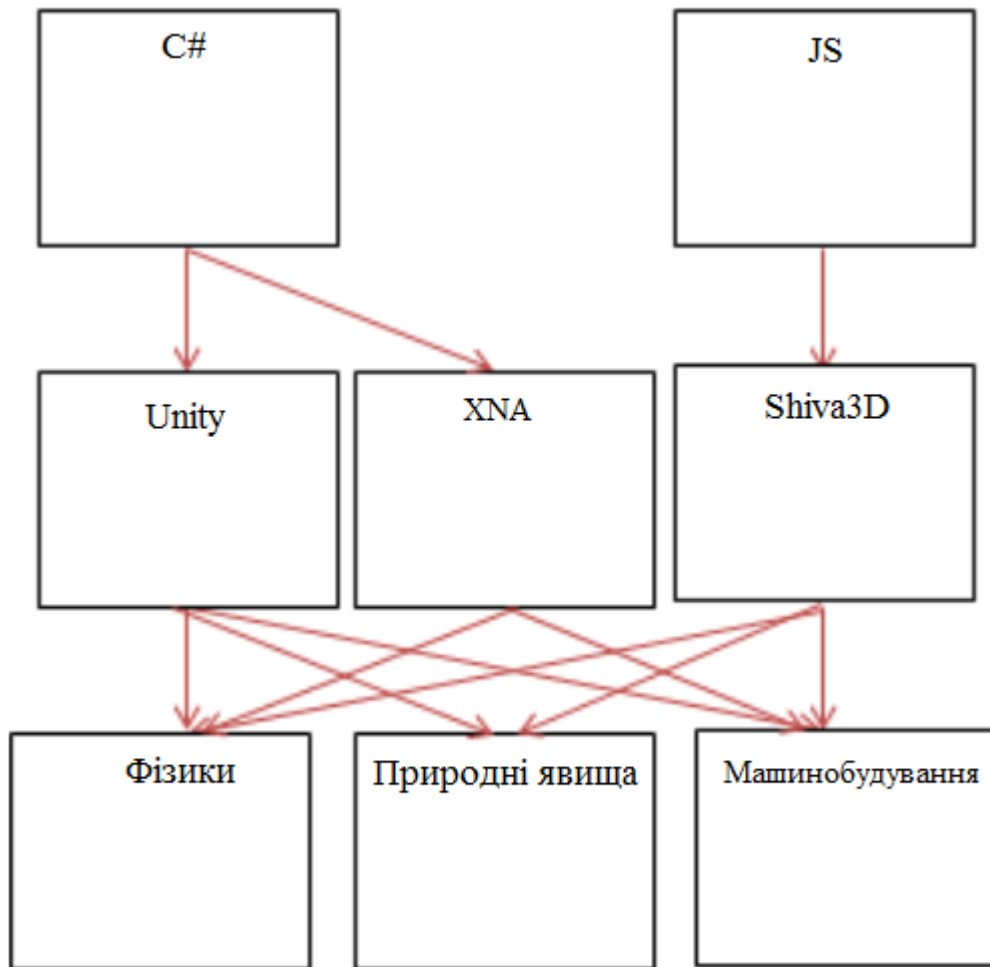 C#
JS
Unity
XNA
Shiva3D
Фізики
Природні явища
Машинобудування